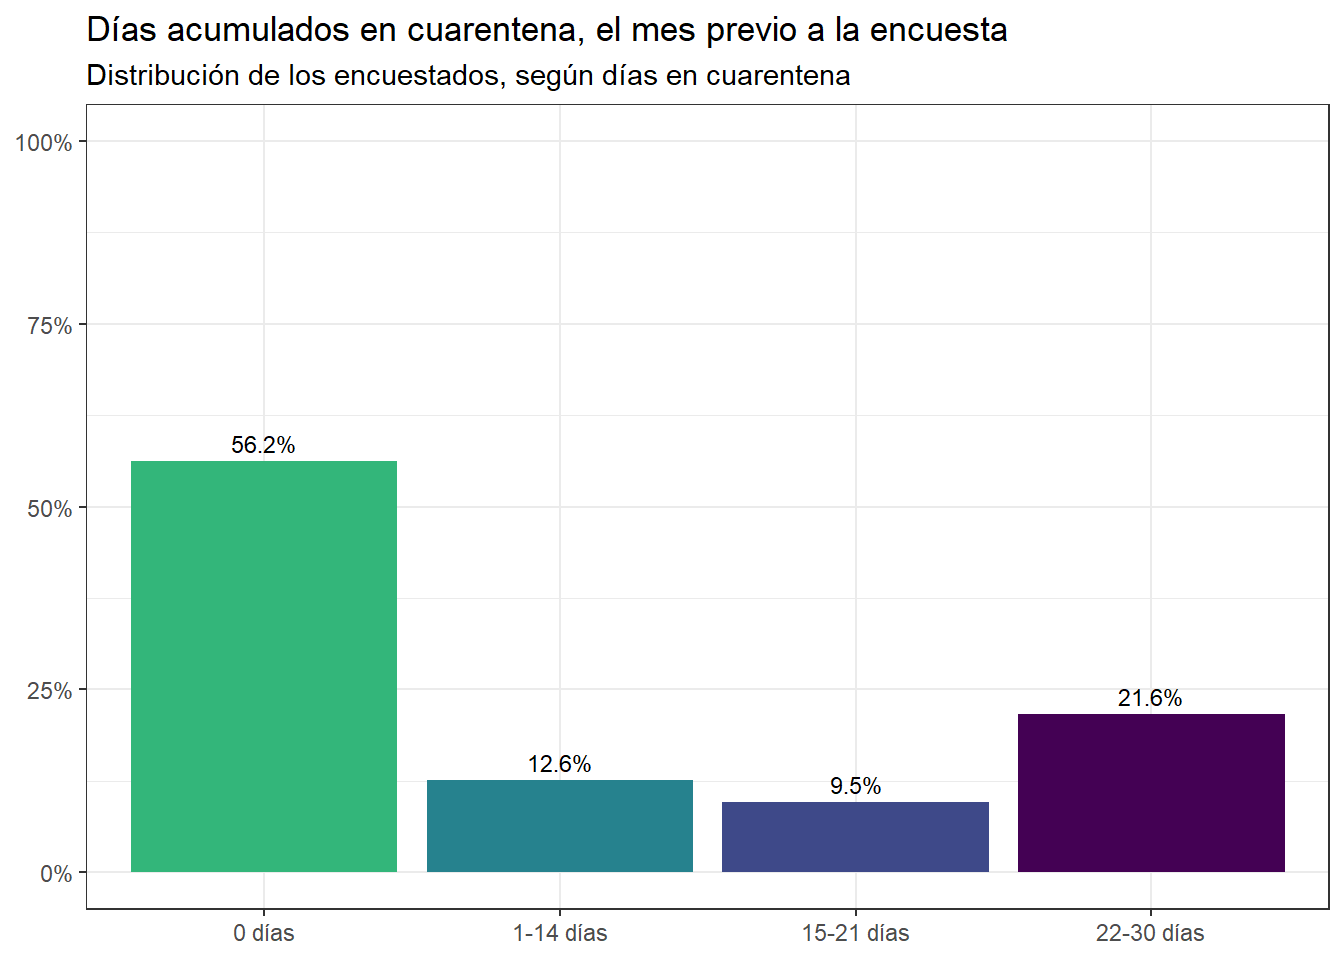 Días acumulados en cuarentena, el mes previo a la encuesta
Distribución de los encuestados, según días en cuarentena
100%
75%
50%
25%
0%
56.2%
12.6%
9.5%
21.6%
0 días
1-14 días
15-21 días
22-30 días